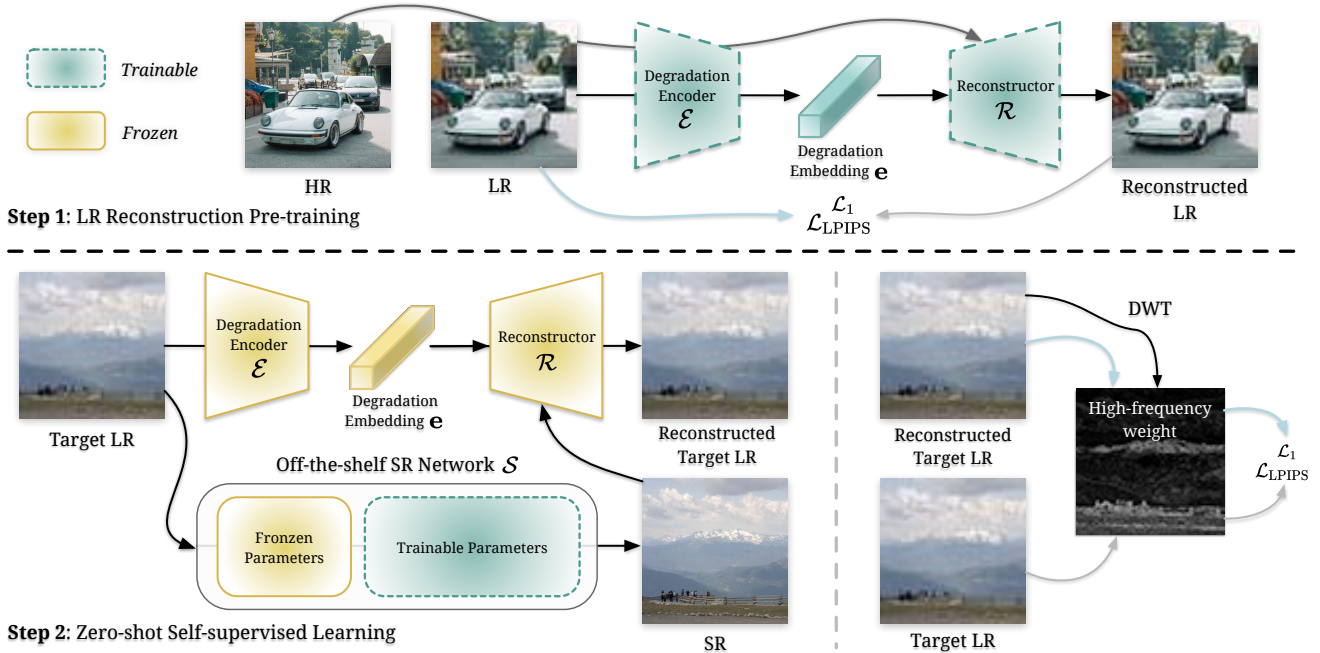 Trainable
Frozen
HR
LR
Degradation
Encoder
ℰ
Degradation
Embedding e
Reconstructor
ℛ
Reconstructed
LR
ℒ1
ℒLPIPS
Step 1: LR Reconstruction Pre-training
Target LR
Degradation
Encoder
ℰ
Degradation
Embedding e
Reconstructor
ℛ
Reconstructed
Target LR
Off-the-shelf SR Network 𝒮
Fronzen
Parameters
Trainable Parameters
SR
Step 2: Zero-shot Self-supervised Learning
Reconstructed
Target LR
DWT
High-frequency
weight
ℒ1
ℒLPIPS
Target LR